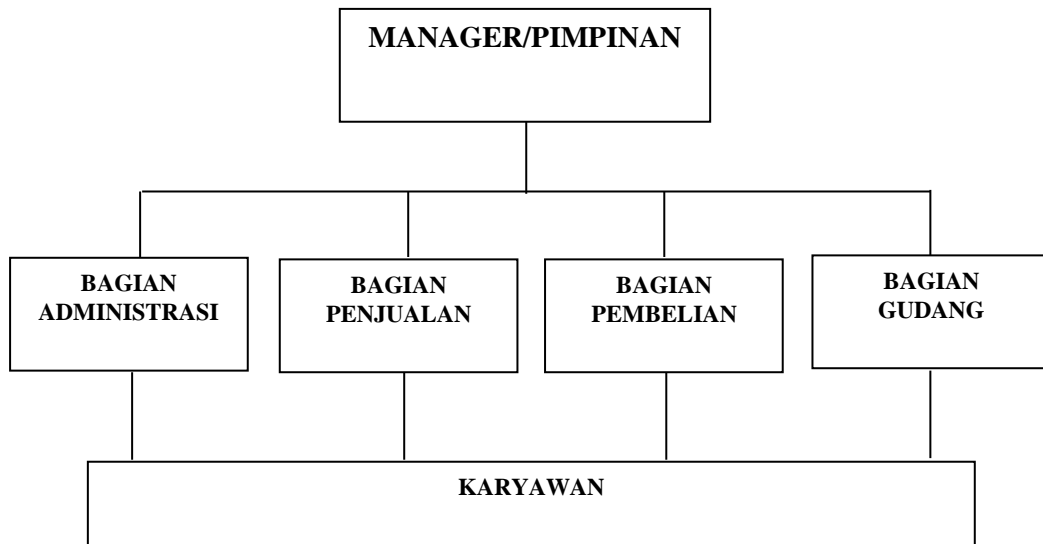 MANAGER/PIMPINAN
BAGIAN
ADMINISTRASI
BAGIAN
PENJUALAN
BAGIAN
PEMBELIAN
BAGIAN
GUDANG
KARYAWAN